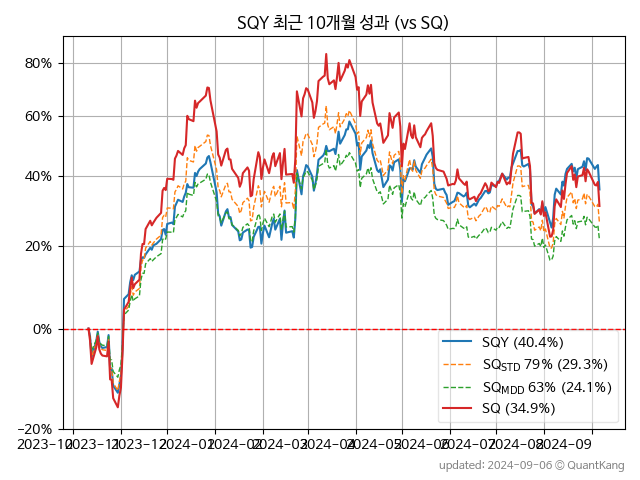 SQY 최근 10개월 성과 (vs SQ)
80%
60%
40%
20%
0%
-20%
2023-10 2023-11 2023-12 2024-01 2024-02 2024-03 2024-04 2024-05 2024-06 2024-07 2024-08 2024-09
SQY (40.4%)
SQSTD 79% (29.3%)
SQMDD 63% (24.1%)
SQ (34.9%)
updated: 2024-09-06 © QuantKang